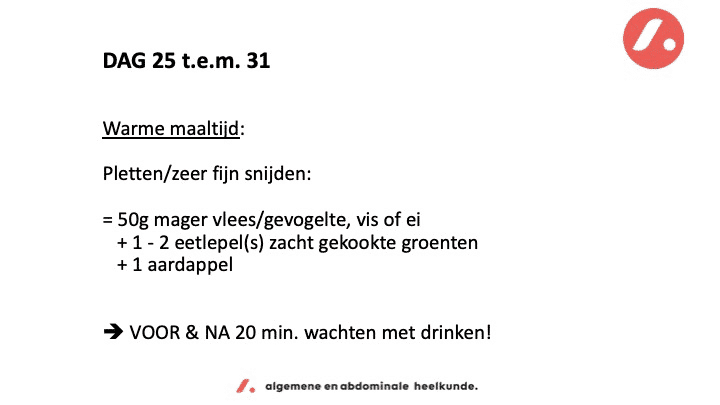 DAG 25 t.e.m. 31
Warme maaltijd:
Pletten/zeer fijn snijden:
= 50g mager vlees/gevogelte, vis of ei
+ 1 - 2 eetlepel(s) zacht gekookte groenten
+ 1 aardappel
➔ VOOR & NA 20 min. wachten met drinken!
algemene en abdominale heelkunde.